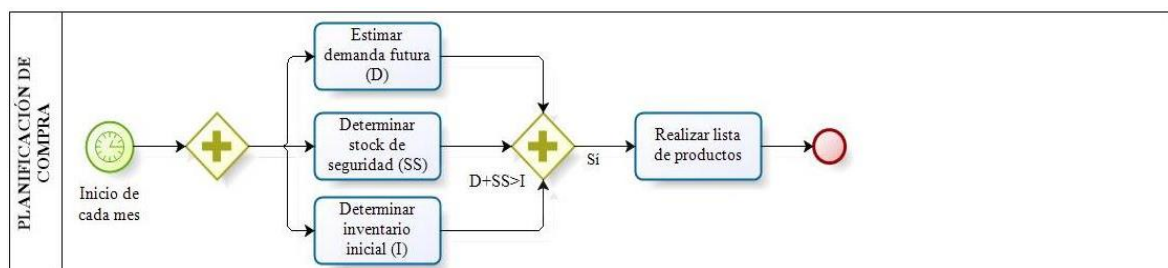 PLANIFICACIÓN DE
COMPRA
Inicio de
cada mes
Estimar
demanda futura
(D)
Determinar
stock de
seguridad (SS)
Determinar
inventario
inicial (I)
D+SS>I
Sí
Realizar lista
de productos